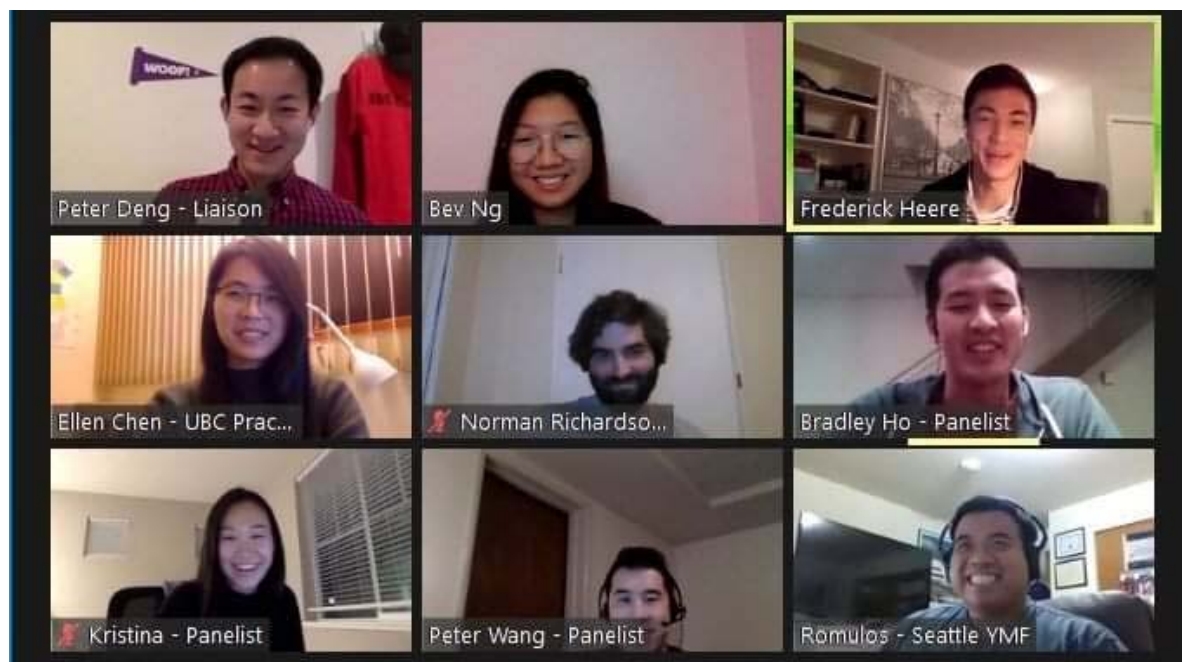 WOOF!
Peter Deng - Liaison
Bev Ng
Frederick Heere
Ellen Chen - UBC Prac...
Norman Richardso...
Bradley Ho - Panelist
Kristina - Panelist
Peter Wang - Panelist
Romulos - Seattle YMF